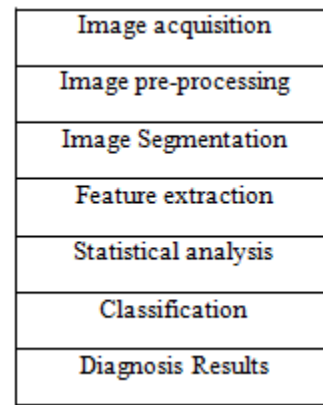 Image acquisition
Image pre-processing
Image Segmentation
Feature extraction
Statistical analysis
Classification
Diagnosis Results